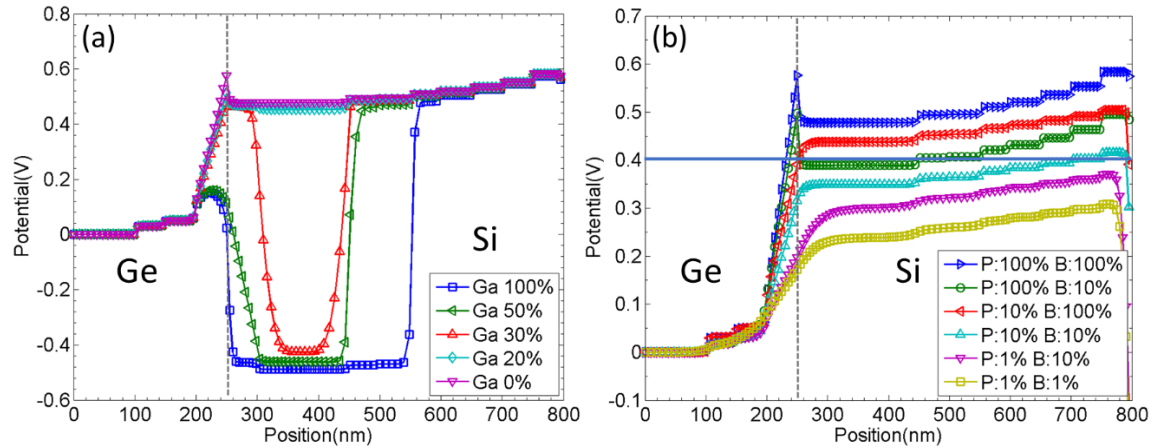 (a)
Potential(V)
0.6
0.4
0.2
0
-0.2
-0.4
-0.6
Ge
Si
Ga 100%
Ga 50%
Ga 30%
Ga 20%
Ga 0%
0 100 200 300 400 500 600 700 800
Position(nm)
(b)
Potential(V)
0.7
0.6
0.5
0.4
0.3
0.2
0.1
0
-0.1
Ge
Si
P:100% B:100%
P:100% B:10%
P:10% B:100%
P:10% B:10%
P:1% B:10%
P:1% B:1%
0 100 200 300 400 500 600 700 800
Position(nm)